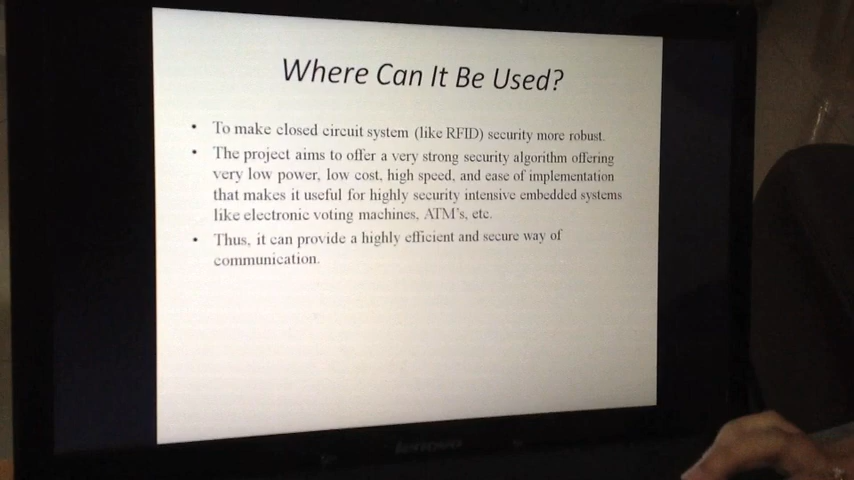 Where Can It Be Used?
• To make closed circuit system (like RFID) security more robust.
• The project aims to offer a very strong security algorithm offering
very low power, low cost, high speed, and ease of implementation
that makes it useful for highly security intensive embedded systems
like electronic voting machines, ATM's, etc.
• Thus, it can provide a highly efficient and secure way of
communication.
lenovo